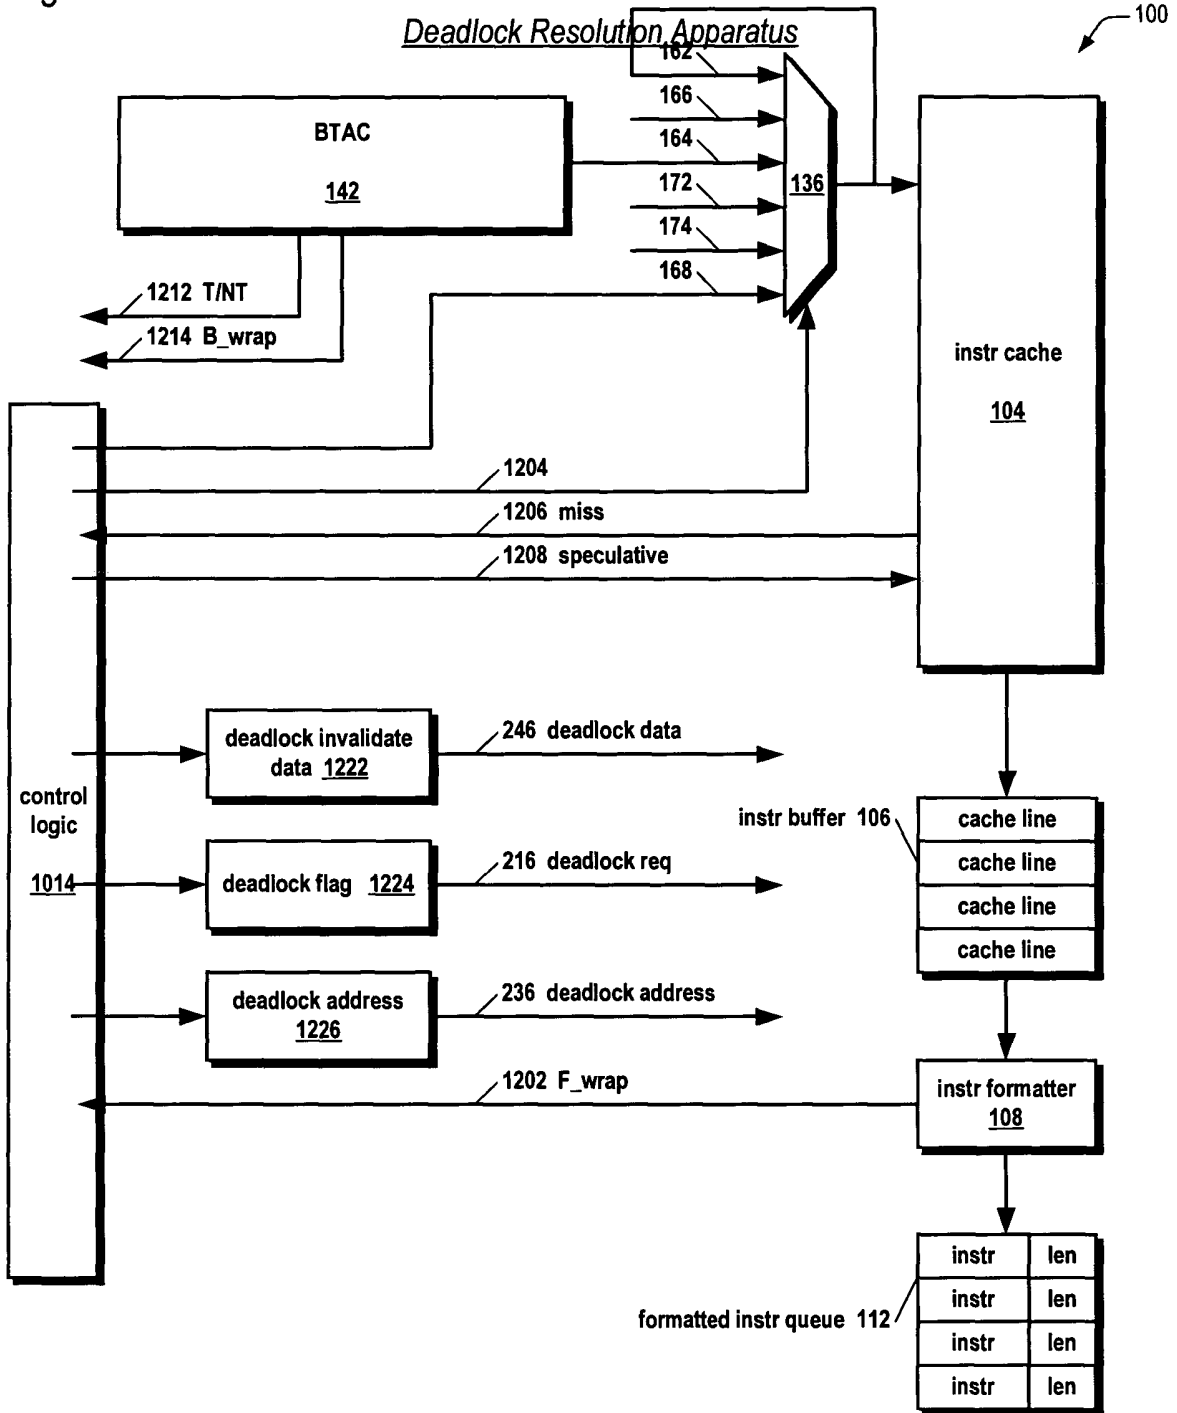 100
Deadlock Resolution Apparatus
162
166
164
172
174
168
136
BTAC
142
1212 T/NT
1214 B_wrap
instr cache
104
1204
1206 miss
1208 speculative
control
logic
1014
deadlock invalidate
data 1222
246 deadlock data
deadlock flag 1224
216 deadlock req
deadlock address
1226
236 deadlock address
1202 F_wrap
instr buffer 106
cache line
cache line
cache line
cache line
instr formatter
108
formatted instr queue 112
instr len
instr len
instr len
instr len